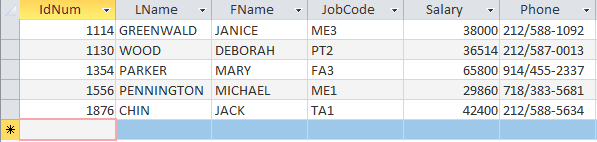 IdNum LName FName JobCode Salary Phone
1114 GREENWALD JANICE ME3 38000 212/588-1092
1130 WOOD DEBORAH PT2 36514 212/587-0013
1354 PARKER MARY FA3 65800 914/455-2337
1556 PENNINGTON MICHAEL ME1 29860 718/383-5681
1876 CHIN JACK TA1 42400 212/588-5634